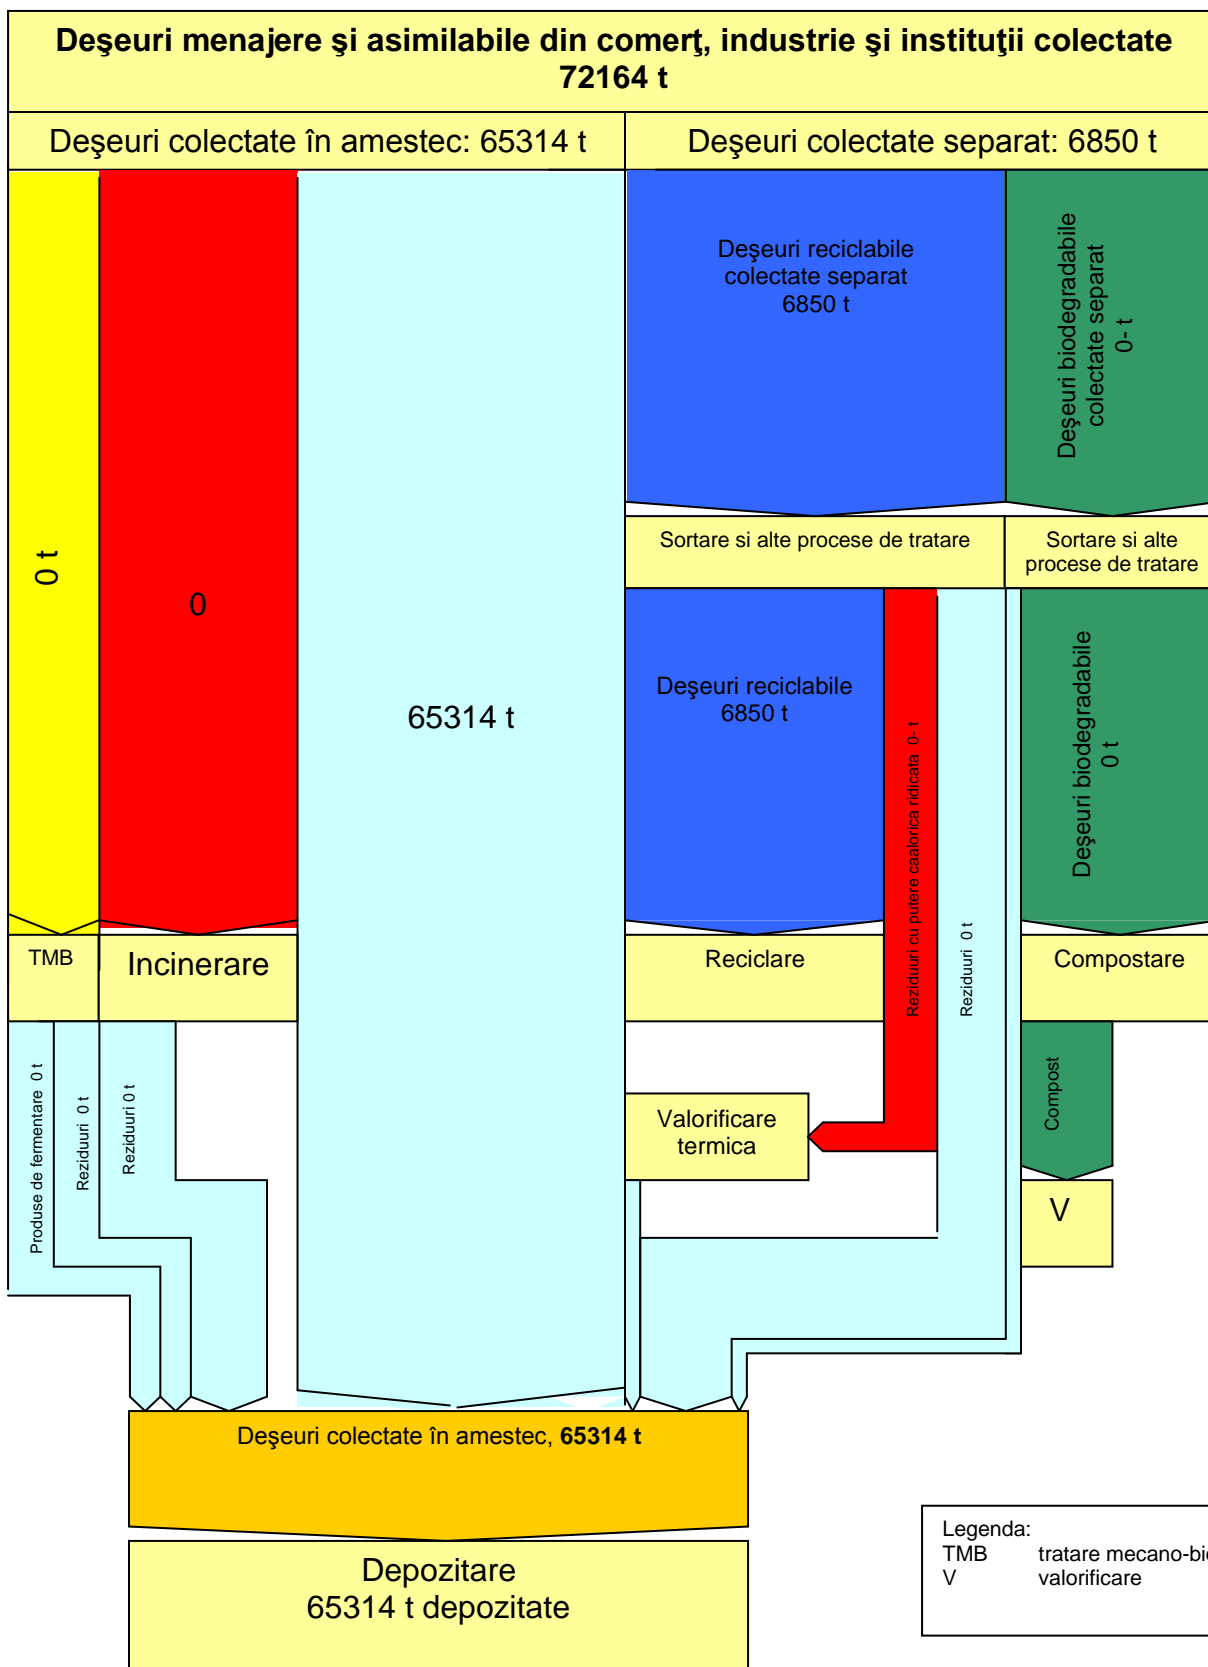 Deşeuri menajere şi asimilabile din comerţ, industrie şi instituţii colectate
72164 t
Deşeuri colectate în amestec: 65314 t
Deşeuri colectate separat: 6850 t
Deşeuri reciclabile
colectate separat
6850 t
Deşeuri biodegradabile
colectate separat
0- t
Sortare si alte procese de tratare
Sortare si alte
procese de tratare
0 t
0
65314 t
Deşeuri reciclabile
6850 t
Reziduuri cu putere caalorica ridicata 0- t
Reziduuri 0 t
Deşeuri biodegradabile
0 t
TMB
Incinerare
Reciclare
Compostare
Produse de fermentare 0 t
Reziduuri 0 t
Reziduuri 0 t
Valorificare
termica
Compost
V
Deşeuri colectate în amestec, 65314 t
Depozitare
65314 t depozitate
Legenda:
TMB tratare mecano-bio
V valorificare